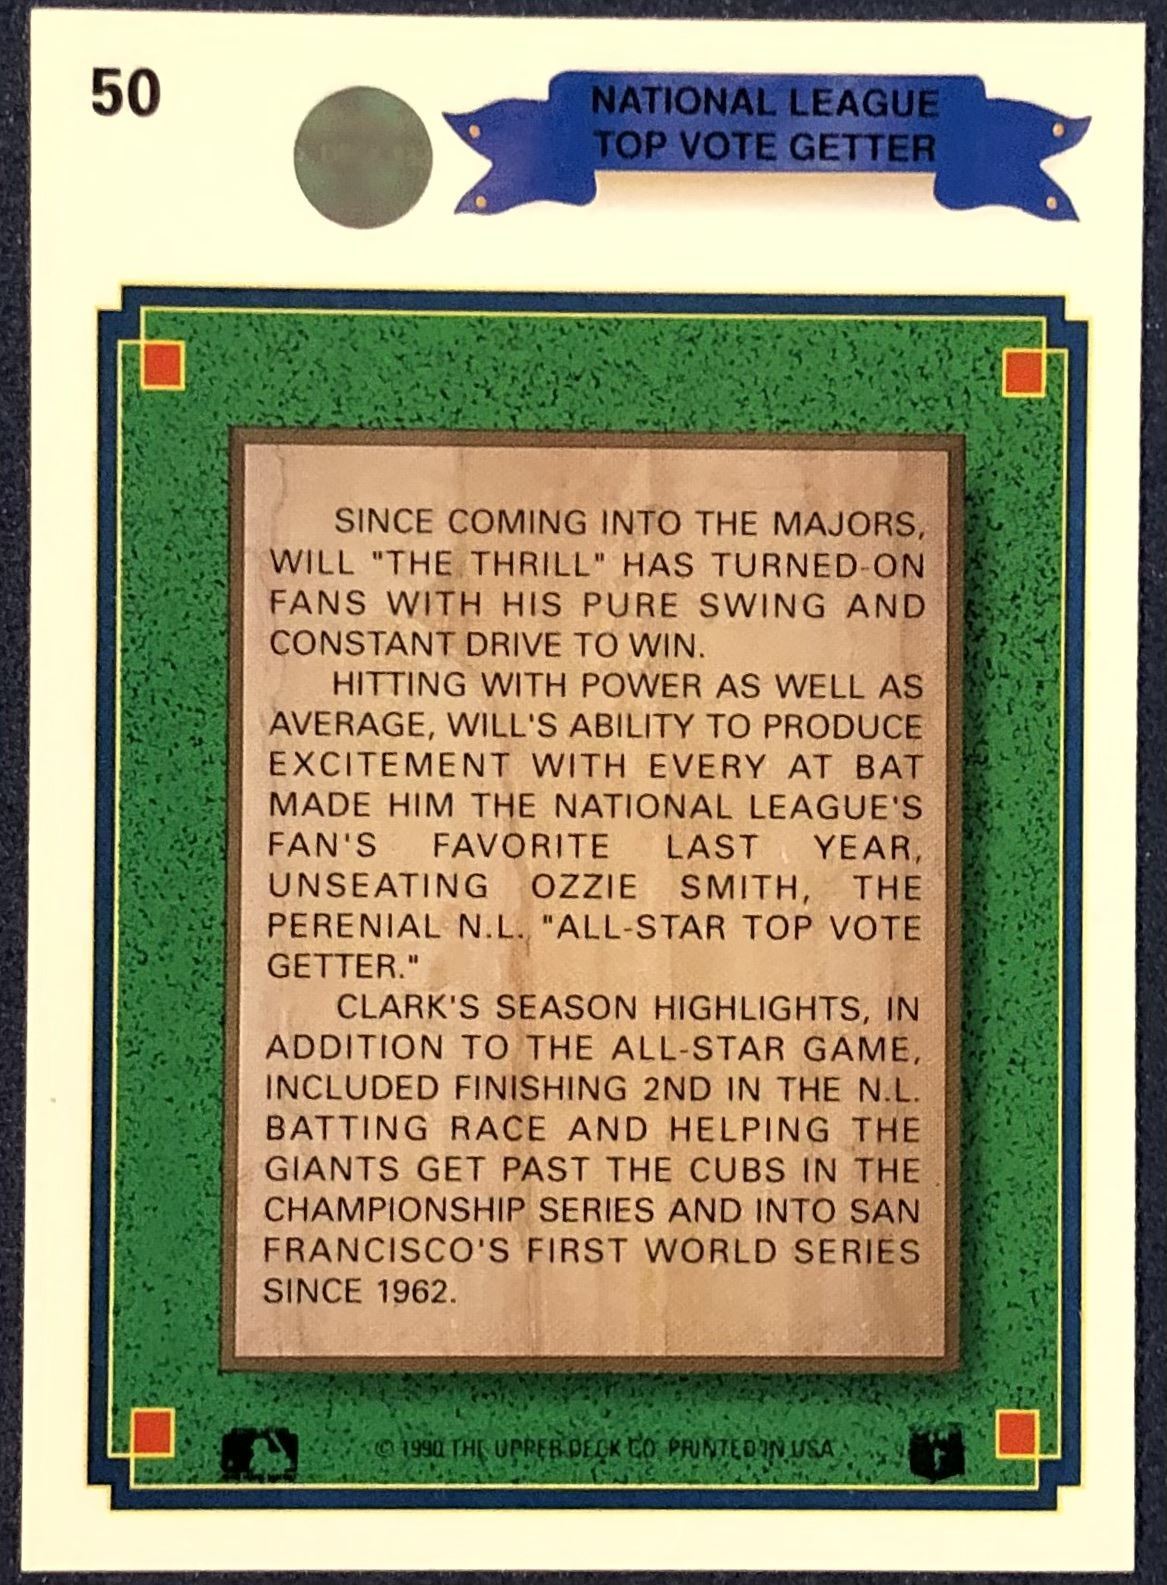 50
NATIONAL LEAGUE
TOP VOTE GETTER
SINCE COMING INTO THE MAJORS,
WILL "THE THRILL" HAS TURNED-ON
FANS WITH HIS PURE SWING AND
CONSTANT DRIVE TO WIN.
HITTING WITH POWER AS WELL AS
AVERAGE, WILL'S ABILITY TO PRODUCE
EXCITEMENT WITH EVERY AT BAT
MADE HIM THE NATIONAL LEAGUE'S
FAN'S FAVORITE LAST YEAR,
UNSEATING OZZIE SMITH, THE
PERENIAL N.L. "ALL-STAR TOP VOTE
GETTER."
CLARK'S SEASON HIGHLIGHTS, IN
ADDITION TO THE ALL-STAR GAME,
INCLUDED FINISHING 2ND IN THE N.L.
BATTING RACE AND HELPING THE
GIANTS GET PAST THE CUBS IN THE
CHAMPIONSHIP SERIES AND INTO SAN
FRANCISCO'S FIRST WORLD SERIES
SINCE 1962.
© 1990 THE UPPER DECK CO. PRINTED IN USA